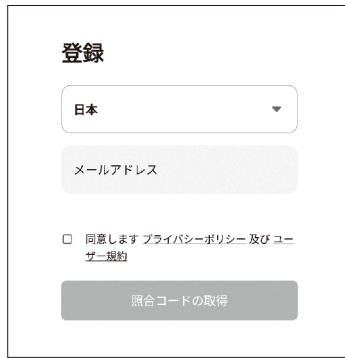 登録
日本
メールアドレス
同意します プライバシーポリシー 及び ユー
ザー規約
照合コードの取得